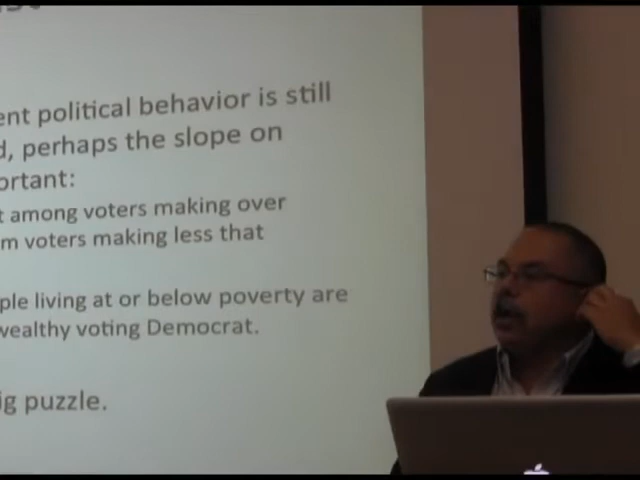 ent political behavior is still
d, perhaps the slope on
ortant:
t among voters making over
m voters making less that
ple living at or below poverty are
wealthy voting Democrat.
ig puzzle.